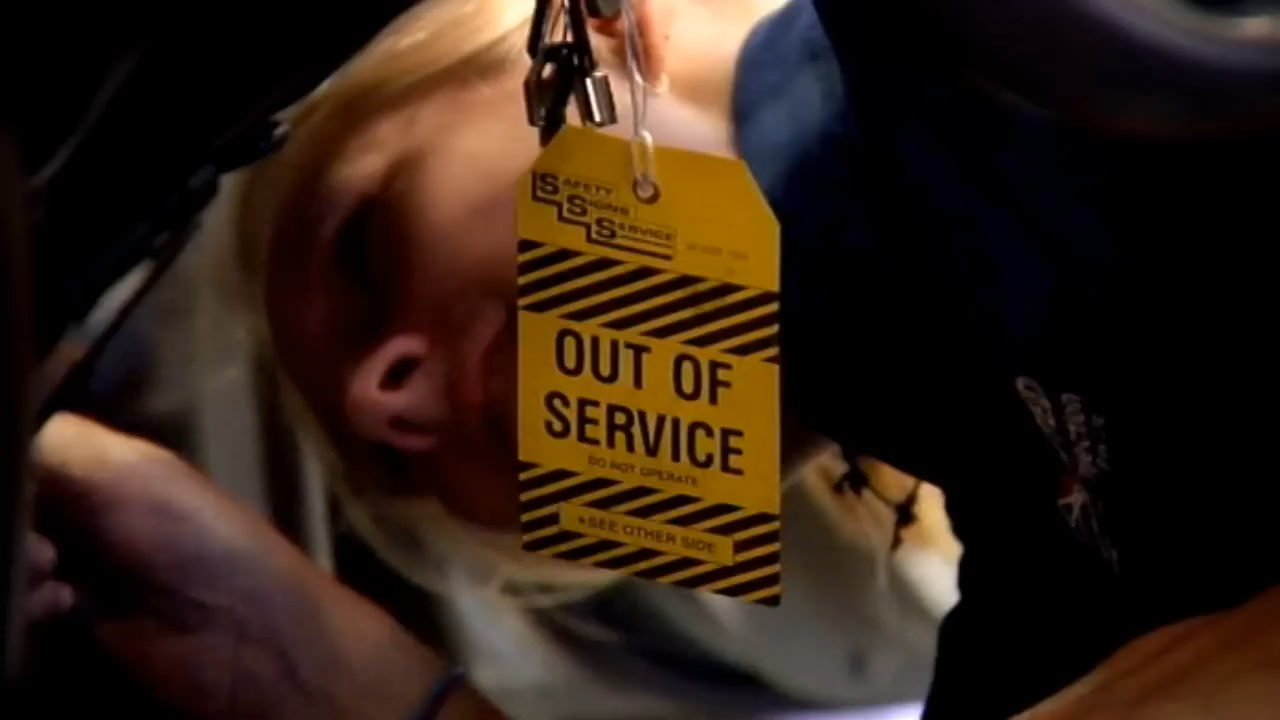 SAFETY
SIGNS
SERVICE
OUT OF
SERVICE
DO NOT OPERATE
SEE OTHER SIDE